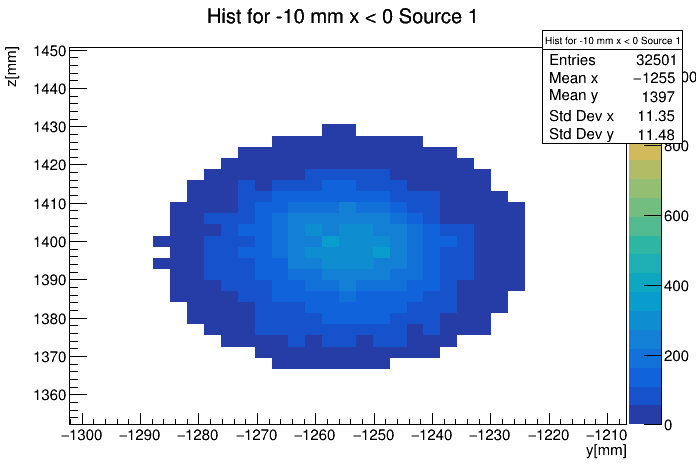 Hist for -10 mm x < 0 Source 1
Hist for -10 mm x < 0 Source 1
Entries 32501
Mean x −1255
Mean y 1397
Std Dev x 11.35
Std Dev y 11.48
z[mm]
1450
1440
1430
1420
1410
1400
1390
1380
1370
1360
−1300 −1290 −1280 −1270 −1260 −1250 −1240 −1230 −1220 −1210
y[mm]
800
600
400
200
0